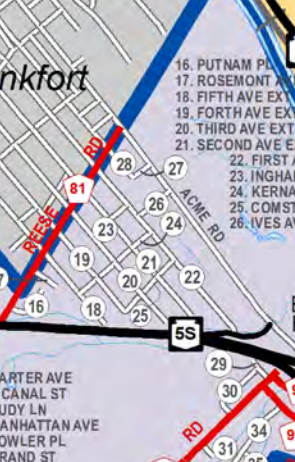 nkfort
16. PUTNAM PL
17. ROSEMONT
18. FIFTH AVE EXT
19. FORTH AVE EXT
20. THIRD AVE EXT
21. SECOND AVE E
22. FIRST
23. INGHA
24. KERNA
25. COMST
26. IVES AV
28
27
RD
81
ACME RD
26
24
23
REESE
19
21
20
22
16
18
25
5S
29
30
ARTER AVE
CANAL ST
UDY LN
ANHATTAN AVE
OWLER PL
RAND ST
RD
34
31